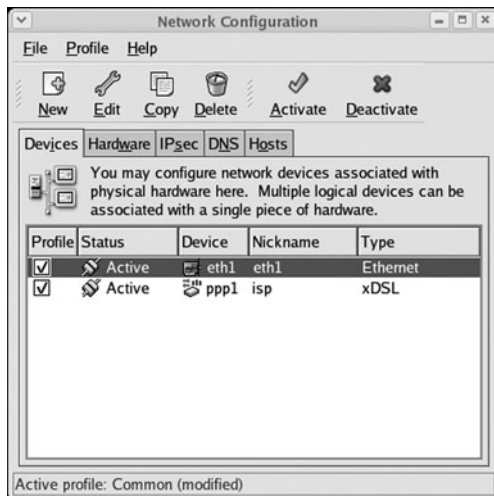 Network Configuration
File Profile Help
New Edit Copy Delete Activate Deactivate
Devices Hardware IPsec DNS Hosts
You may configure network devices associated with
physical hardware here. Multiple logical devices can be
associated with a single piece of hardware.
Profile Status Device Nickname Type
Active eth1 eth1 Ethernet
Active ppp1 isp xDSL
Active profile: Common (modified)